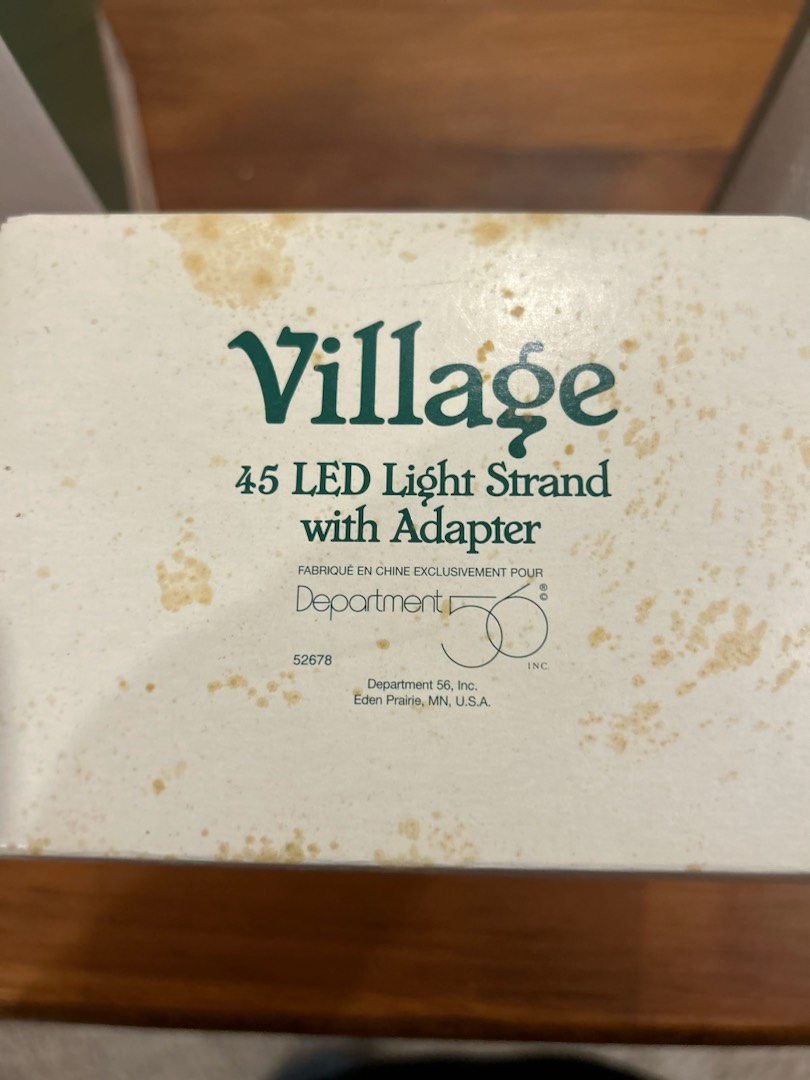 Village
45 LED Light Strand
with Adapter
FABRIQUÉ EN CHINE EXCLUSIVEMENT POUR
Department 56 ® ©
INC.
52678
Department 56, Inc.
Eden Prairie, MN, U.S.A.